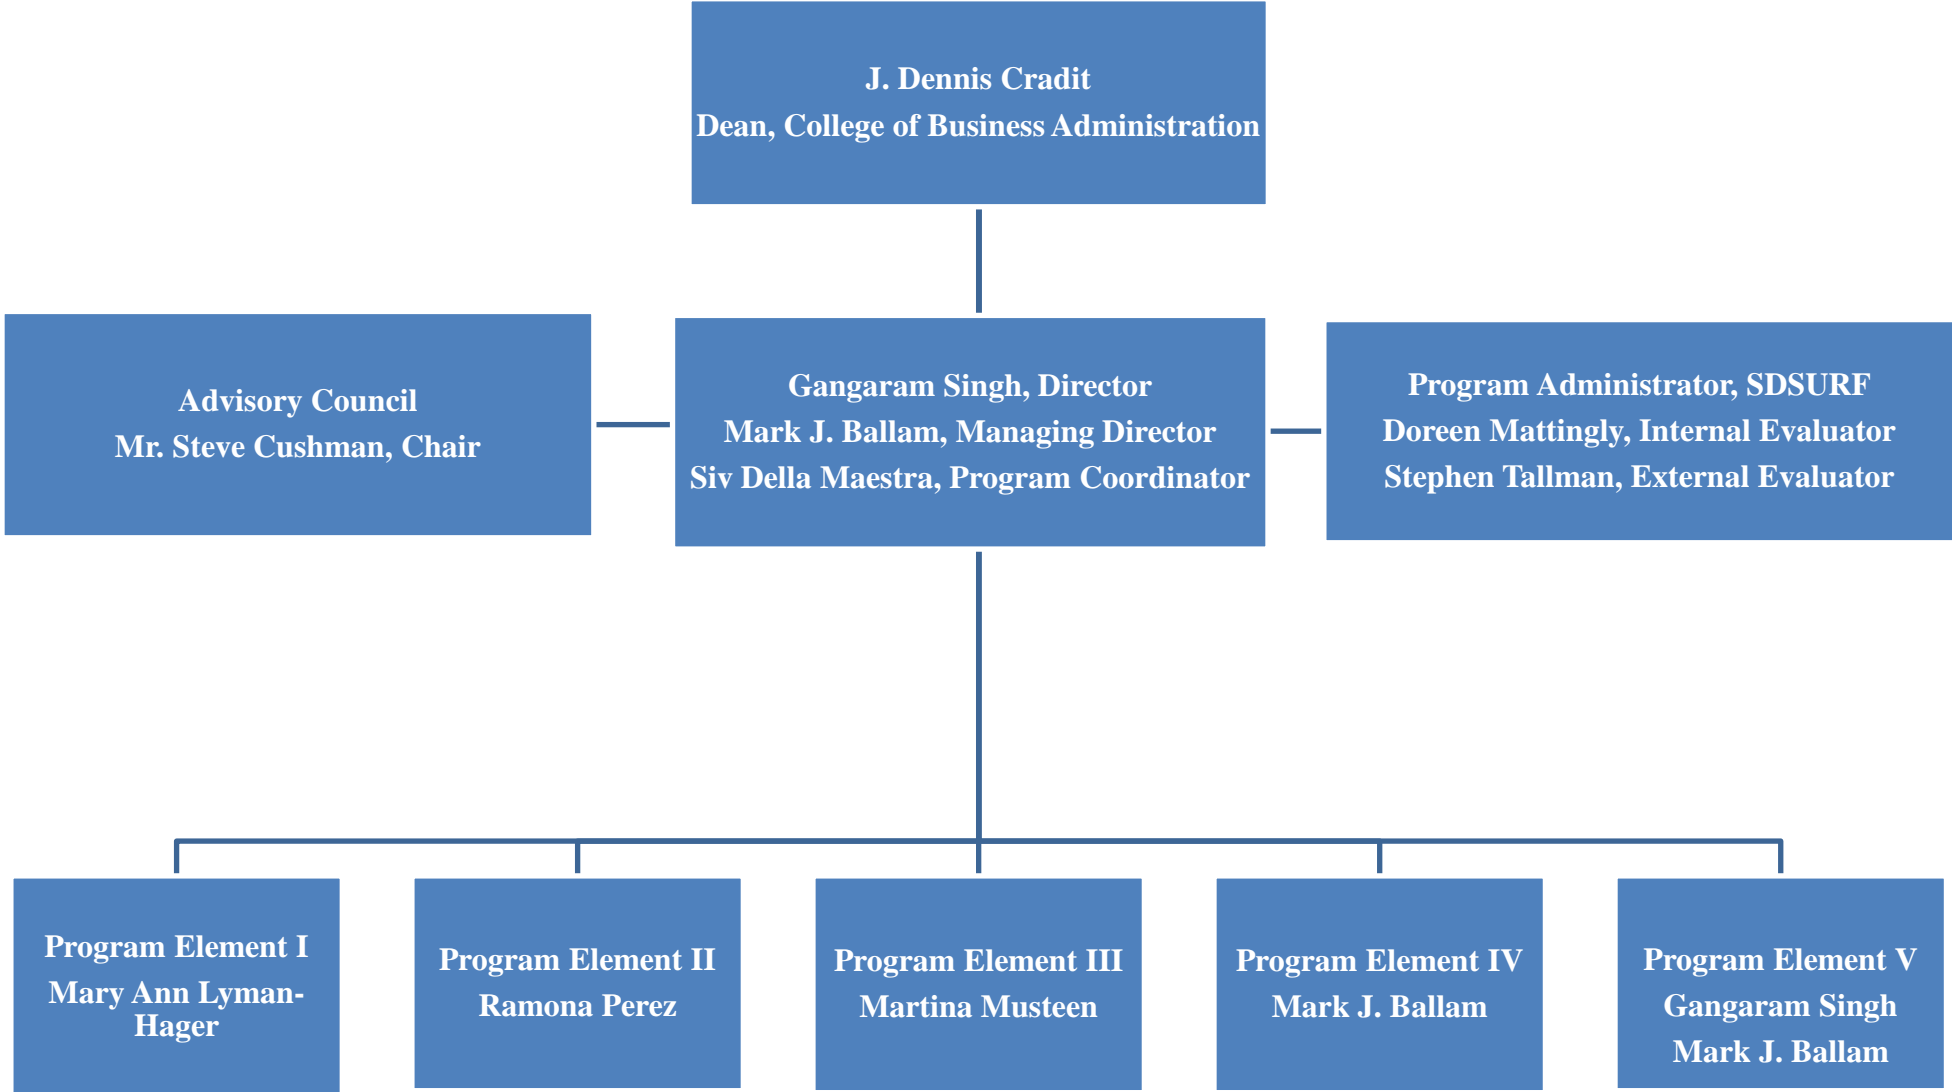 J. Dennis Cradit
Dean, College of Business Administration
Advisory Council
Mr. Steve Cushman, Chair
Gangaram Singh, Director
Mark J. Ballam, Managing Director
Siv Della Maestra, Program Coordinator
Program Administrator, SDSURF
Doreen Mattingly, Internal Evaluator
Stephen Tallman, External Evaluator
Program Element I
Mary Ann Lyman-
Hager
Program Element II
Ramona Perez
Program Element III
Martina Musteen
Program Element IV
Mark J. Ballam
Program Element V
Gangaram Singh
Mark J. Ballam